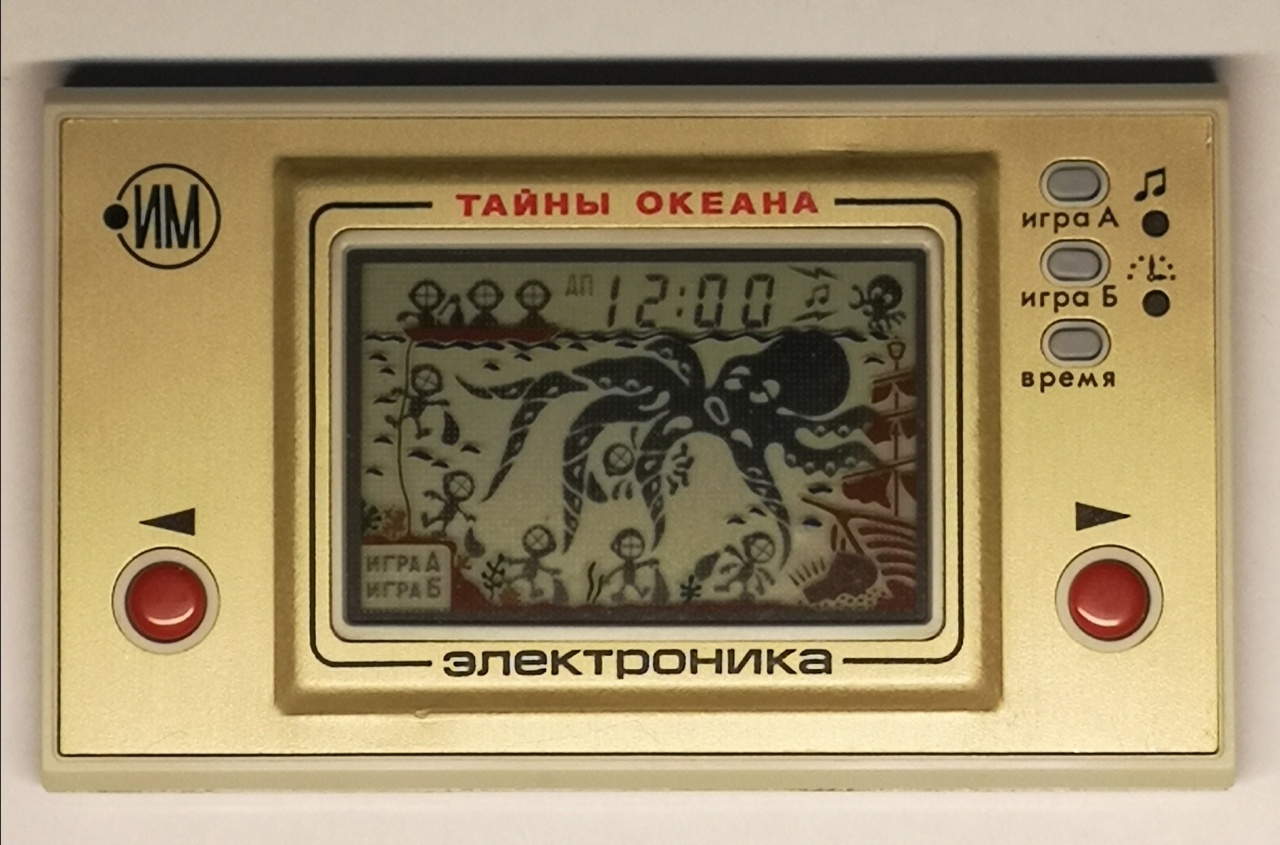 ИМ
ТАЙНЫ ОКЕАНА
ДП 12:00
игра А
игра Б
время
ИГРА А
ИГРА Б
электроника